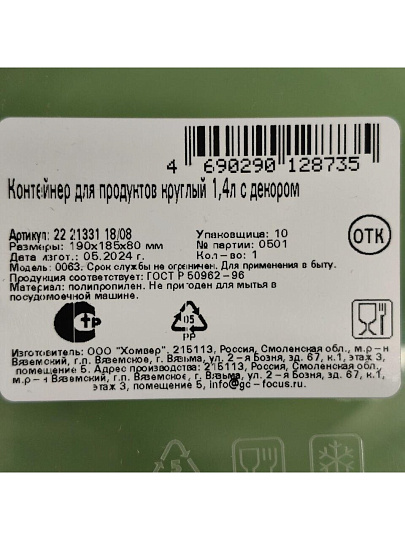 4 690290 128735
Контейнер для продуктов круглый 1,4л с декором
Артикул: 22 21331 18/08
Размеры: 190x185x80 мм
Дата изгот.: 05.2024 г.
Упаковщица: 10
№ партии: 0501
Кол-во: 1
ОТК
Модель: 0063. Срок службы не ограничен. Для применения в быту.
Продукция соответствует: ГОСТ Р 50962-96
Материал: полипропилен. Не пригоден для мытья в
посудомоечной машине.
СТР
05
PP
Изготовитель: ООО "Хомвер", 215113, Россия, Смоленская обл., м.р-н
Вяземский, г.п. Вяземское, г. Вязьма, ул. 2-я Бозня, зд. 67, к.1, этаж 3,
помещение 5. Адрес производства: 215113, Россия, Смоленская обл.,
м.р-н Вяземский, г.п. Вяземское, г. Вязьма, ул. 2-я Бозня, зд. 67, к.1,
этаж 3, помещение 5, info@gc-focus.ru.
5